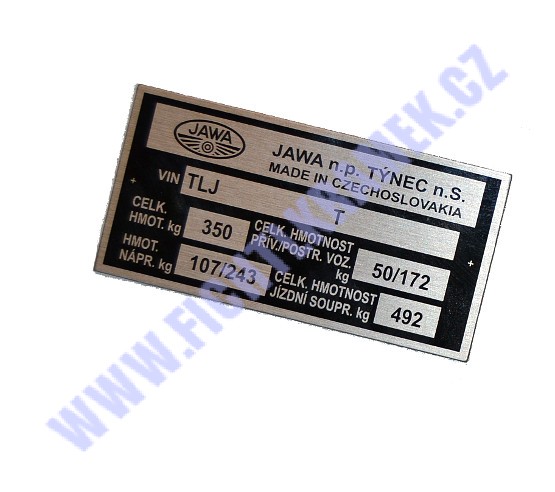 JAWA
JAWA n.p. TÝNEC n.S.
MADE IN CZECHOSLOVAKIA
VIN TLJ T
CELK. HMOT. kg 350
CELK. HMOTNOST PŘÍV./POSTR. VOZ. kg 50/172
HMOT. NÁPR. kg 107/243
CELK. HMOTNOST JÍZDNÍ SOUPR. kg 492